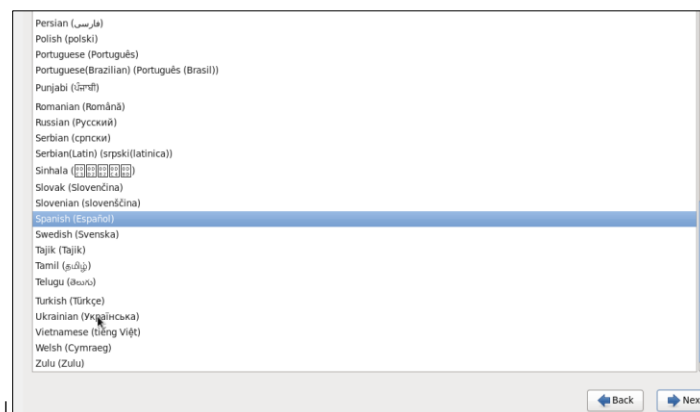 Persian (فارسی)
Polish (polski)
Portuguese (Português)
Portuguese(Brazilian) (Português (Brasil))
Punjabi (ਪੰਜਾਬੀ)
Romanian (Română)
Russian (Русский)
Serbian (српски)
Serbian(Latin) (srpski(latinica))
Sinhala
Slovak (Slovenčina)
Slovenian (slovenščina)
Spanish (Español)
Swedish (Svenska)
Tajik (Tajik)
Tamil (தமிழ்)
Telugu (తెలుగు)
Turkish (Türkçe)
Ukrainian (Українська)
Vietnamese (tiếng Việt)
Welsh (Cymraeg)
Zulu (Zulu)
Back Nex